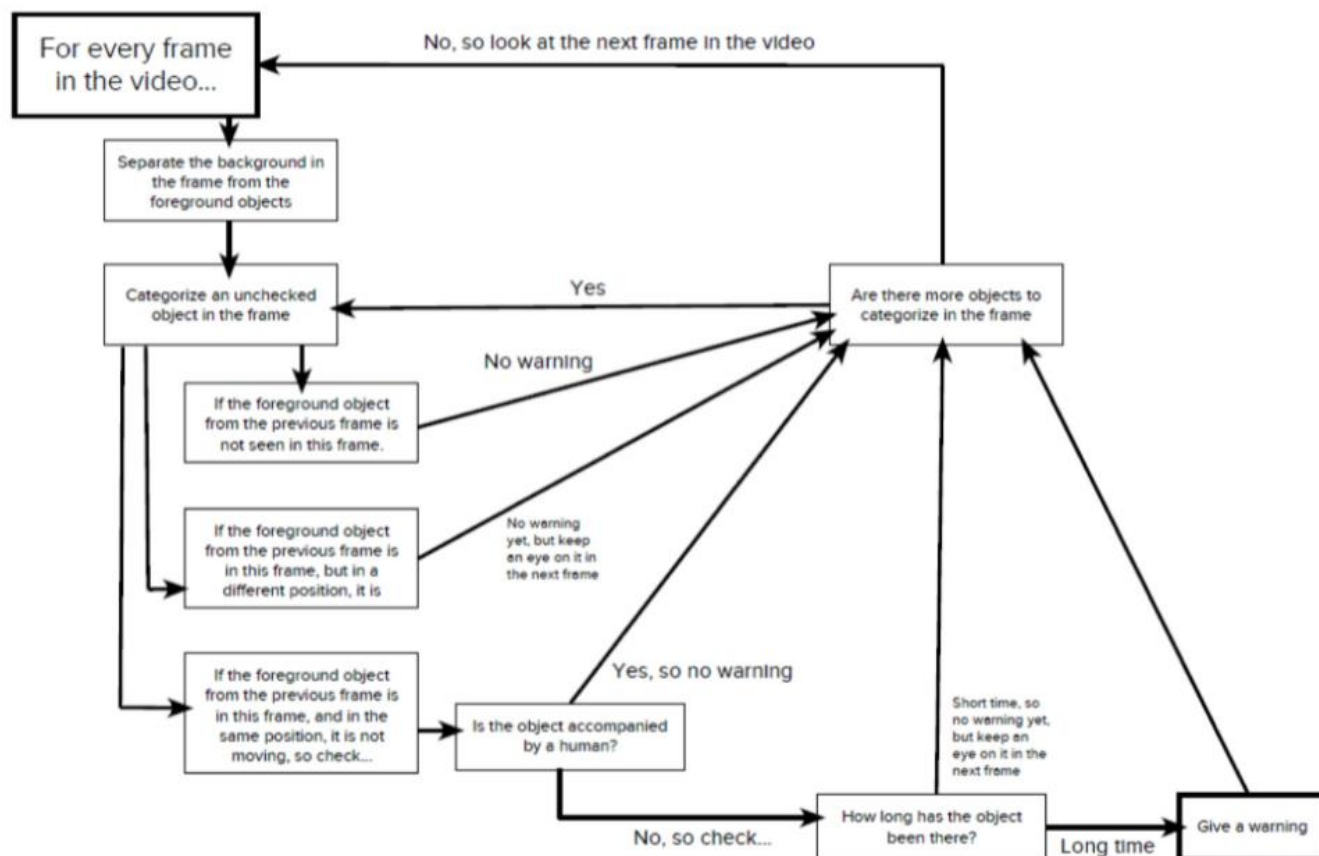 For every frame
in the video...
No, so look at the next frame in the video
Separate the background in
the frame from the
foreground objects
Categorize an unchecked
object in the frame
Yes
Are there more objects to
categorize in the frame
No warning
If the foreground object
from the previous frame is
not seen in this frame.
If the foreground object
from the previous frame is
in this frame, but in a
different position, it is
No warning
yet, but keep
an eye on it in
the next frame
If the foreground object
from the previous frame is
in this frame, and in the
same position, it is not
moving, so check...
Is the object accompanied
by a human?
Yes, so no warning
Short time, so
no warning yet,
but keep an
eye on it in the
next frame
No, so check...
How long has the object
been there?
Long time
Give a warning